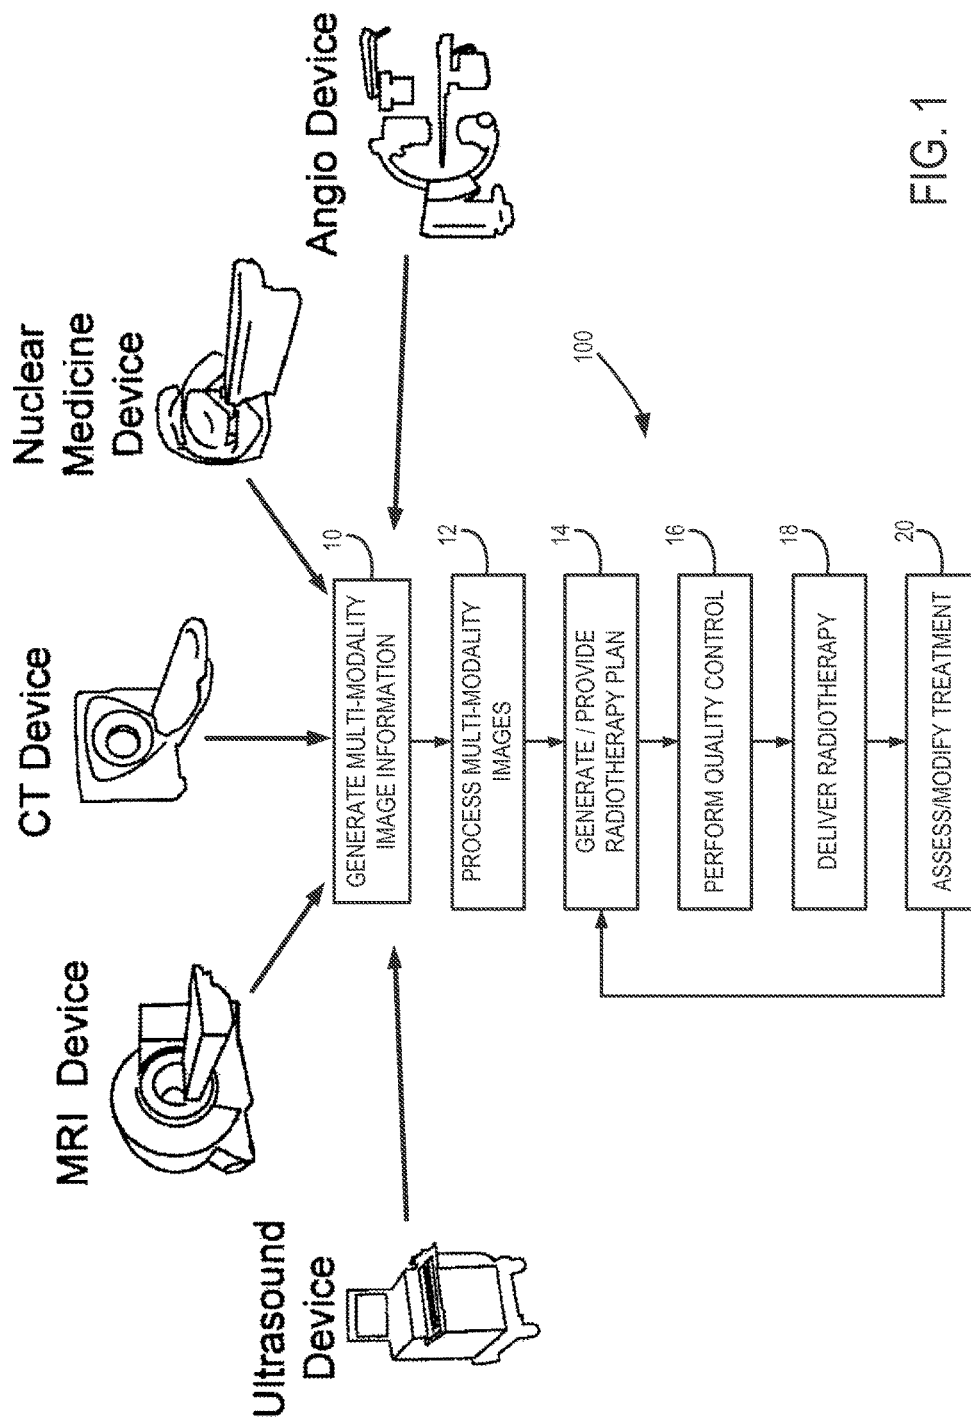 Ultrasound
Device
MRI Device
CT Device
Nuclear
Medicine
Device
Angio Device
10
GENERATE MULTI-MODALITY
IMAGE INFORMATION
12
PROCESS MULTI-MODALITY
IMAGES
14
GENERATE / PROVIDE
RADIOTHERAPY PLAN
16
PERFORM QUALITY CONTROL
18
DELIVER RADIOTHERAPY
20
ASSESS/MODIFY TREATMENT
100
FIG. 1